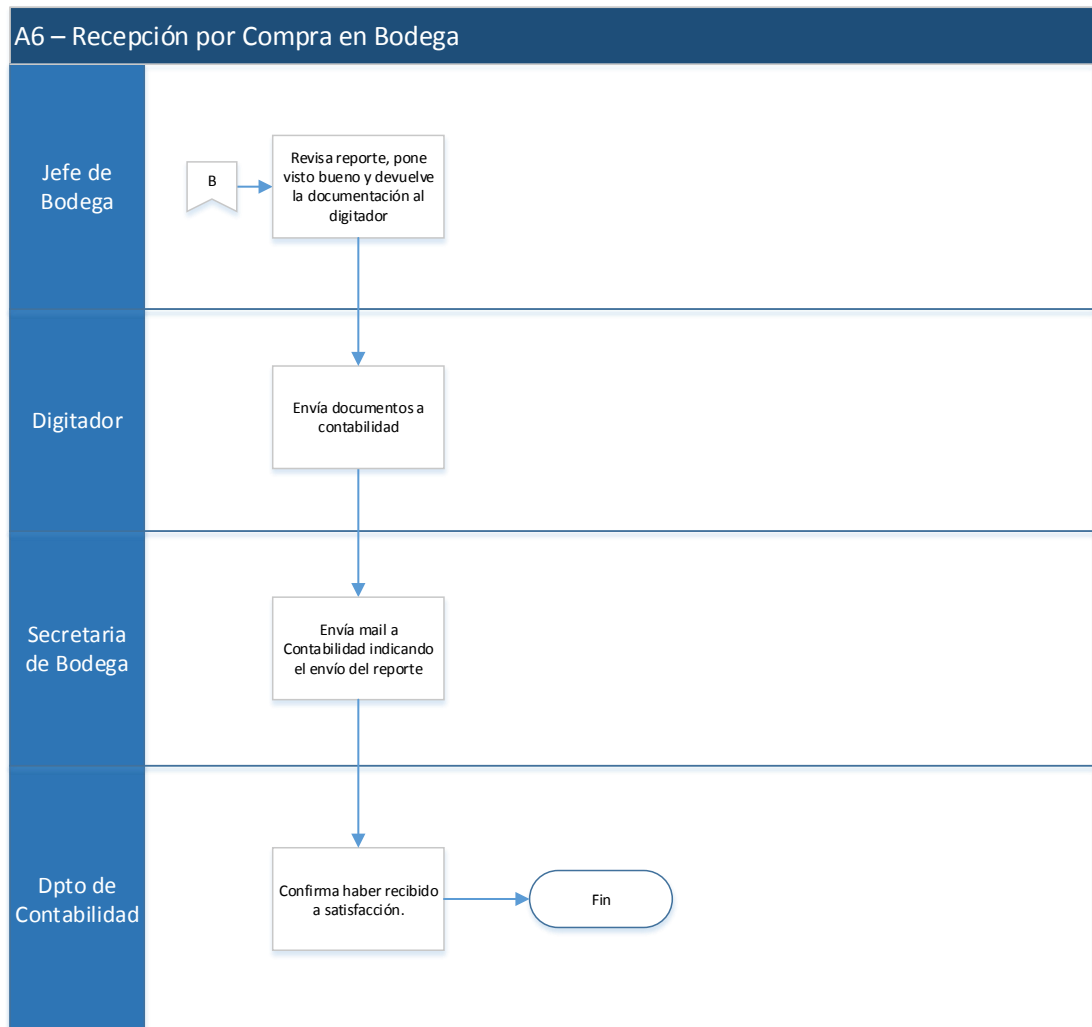 A6 – Recepción por Compra en Bodega
Jefe de
Bodega
B
Revisa reporte, pone
visto bueno y devuelve
la documentación al
digitador
Digitador
Envía documentos a
contabilidad
Secretaria
de Bodega
Envía mail a
Contabilidad indicando
el envío del reporte
Dpto de
Contabilidad
Confirma haber recibido
a satisfacción.
Fin